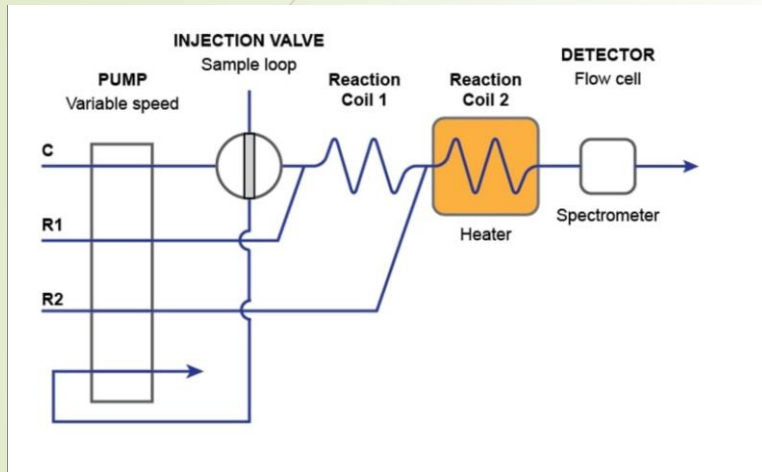 INJECTION VALVE
Sample loop
PUMP
Variable speed
Reaction
Coil 1
Reaction
Coil 2
DETECTOR
Flow cell
C
R1
R2
Heater
Spectrometer